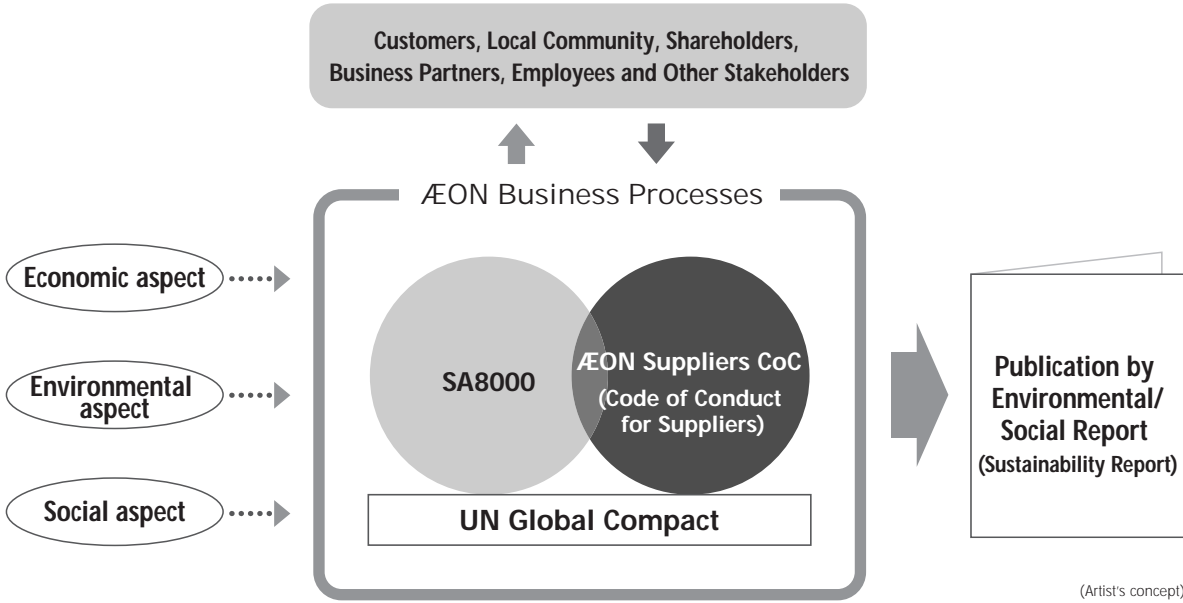 Customers, Local Community, Shareholders,
Business Partners, Employees and Other Stakeholders
ÆON Business Processes
Economic aspect
Environmental
aspect
Social aspect
SA8000
ÆON Suppliers CoC
(Code of Conduct
for Suppliers)
UN Global Compact
Publication by
Environmental/
Social Report
(Sustainability Report)
(Artist's concept)